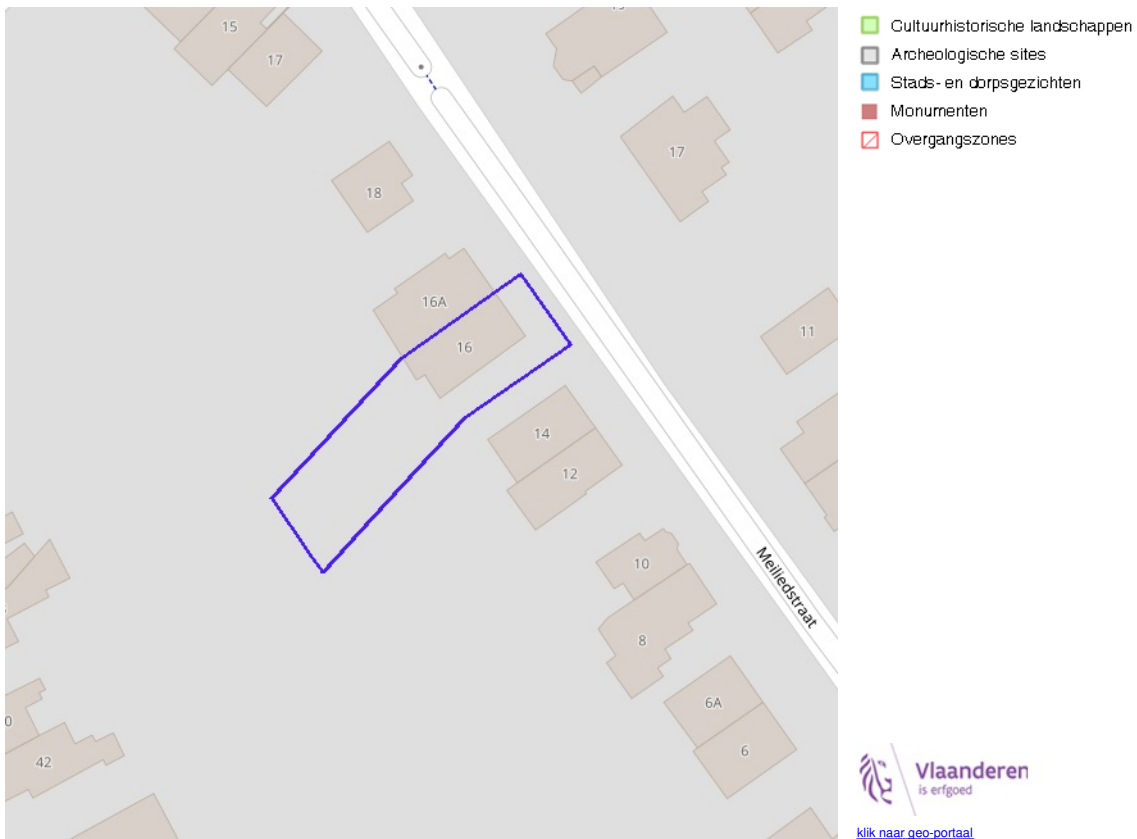 15
17
18
17
16A
16
11
14
12
10
8
6A
6
42
Meiliedstraat
Cultuurhistorische landschappen
Archeologische sites
Stads- en dorpsgezichten
Monumenten
Overgangszones
Vlaanderen
is erfgoed
klik naar geo-portaal